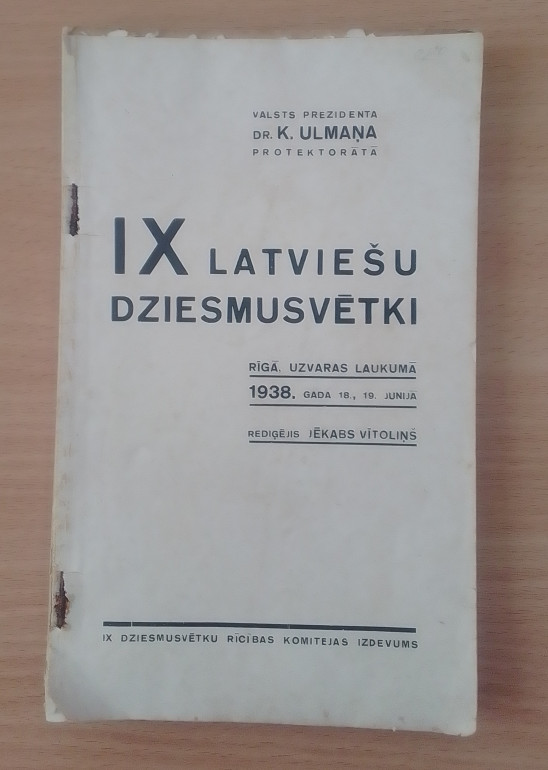 VALSTS PREZIDENTA
DR. K. ULMAŅA
PROTEKTORĀTĀ
IX LATVIEŠU
DZIESMUSVĒTKI
RĪGĀ, UZVARAS LAUKUMĀ
1938. GADA 18., 19. JUNIJĀ
REDIĢĒJIS JĒKABS VĪTOLIŅŠ
IX DZIESMUSVĒTKU RĪCĪBAS KOMITEJAS IZDEVUMS